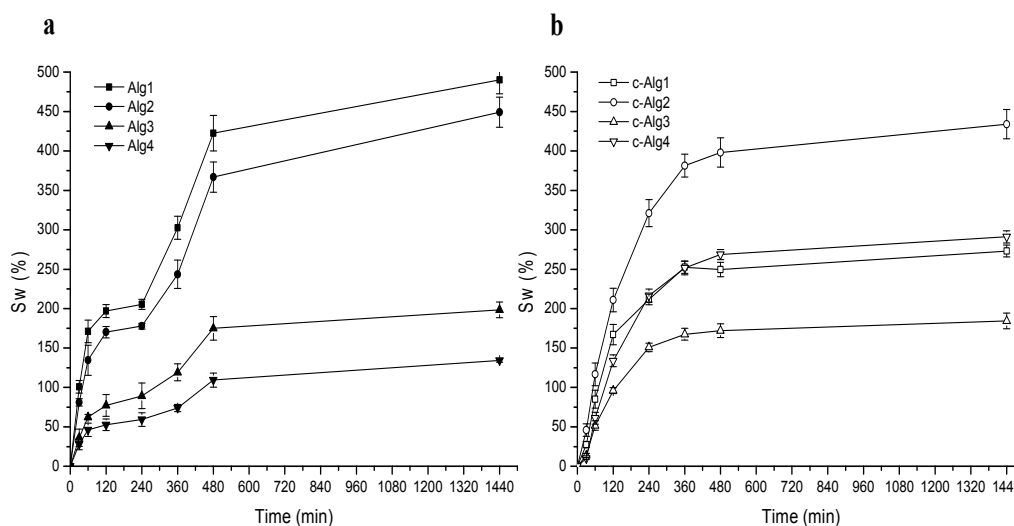 a
500
450
400
350
300
250
200
150
100
50
0
Sw (%)
Alg1
Alg2
Alg3
Alg4
0 120 240 360 480 600 720 840 960 1080 1200 1320 1440
Time (min)
b
500
450
400
350
300
250
200
150
100
50
0
Sw (%)
c-Alg1
c-Alg2
c-Alg3
c-Alg4
0 120 240 360 480 600 720 840 960 1080 1200 1320 144
Time (min)